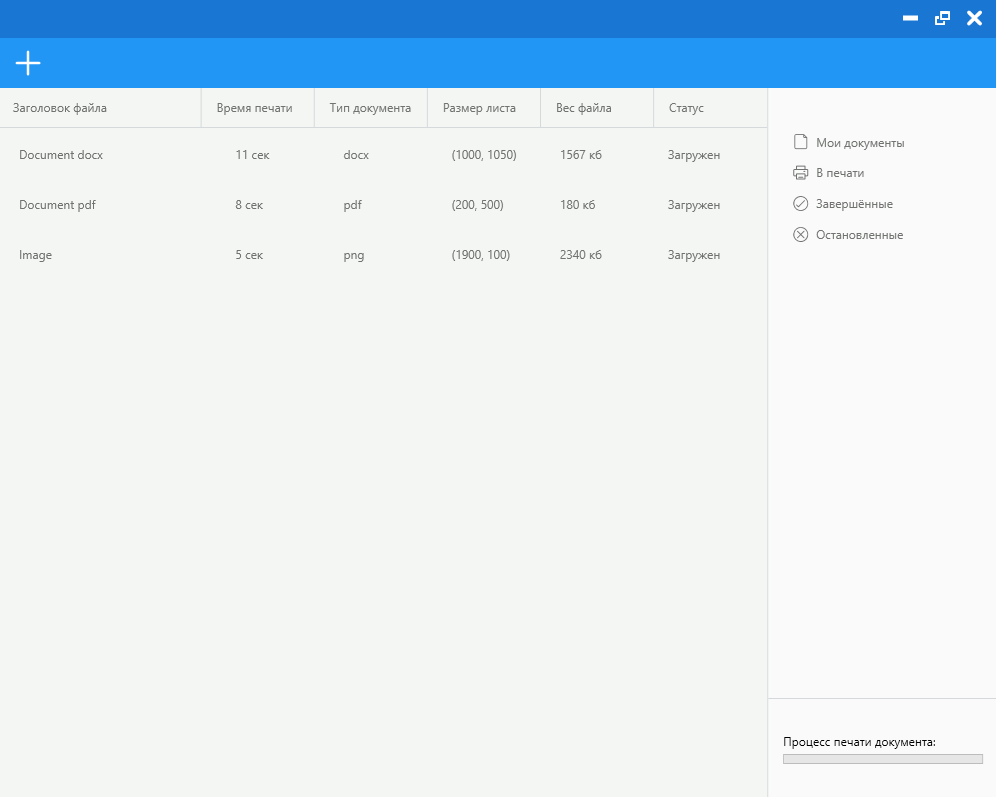 Заголовок файла Время печати Тип документа Размер листа Вес файла Статус
Document docx 11 сек docx (1000, 1050) 1567 кб Загружен
Document pdf 8 сек pdf (200, 500) 180 кб Загружен
Image 5 сек png (1900, 100) 2340 кб Загружен
Мои документы
В печати
Завершённые
Остановленные
Процесс печати документа: